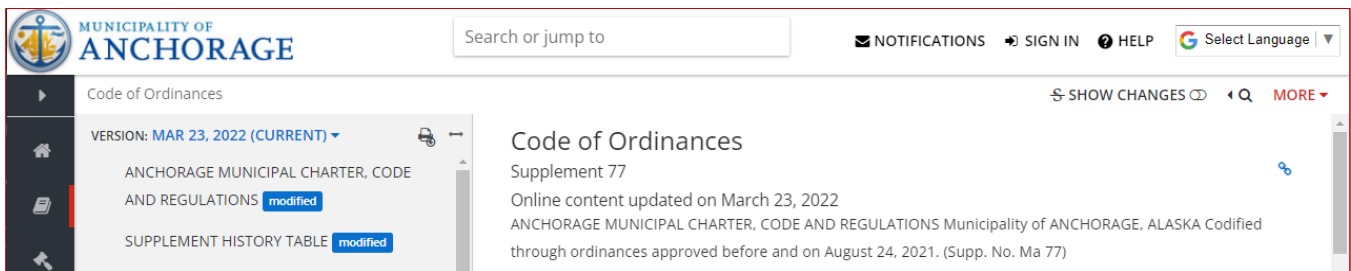 MUNICIPALITY OF
ANCHORAGE
Search or jump to
NOTIFICATIONS SIGN IN HELP
G Select Language ▼
Code of Ordinances
S SHOW CHANGES
MORE
VERSION: MAR 23, 2022 (CURRENT)
ANCHORAGE MUNICIPAL CHARTER, CODE
AND REGULATIONS modified
SUPPLEMENT HISTORY TABLE modified
Code of Ordinances
Supplement 77
Online content updated on March 23, 2022
ANCHORAGE MUNICIPAL CHARTER, CODE AND REGULATIONS Municipality of ANCHORAGE, ALASKA Codified
through ordinances approved before and on August 24, 2021. (Supp. No. Ma 77)